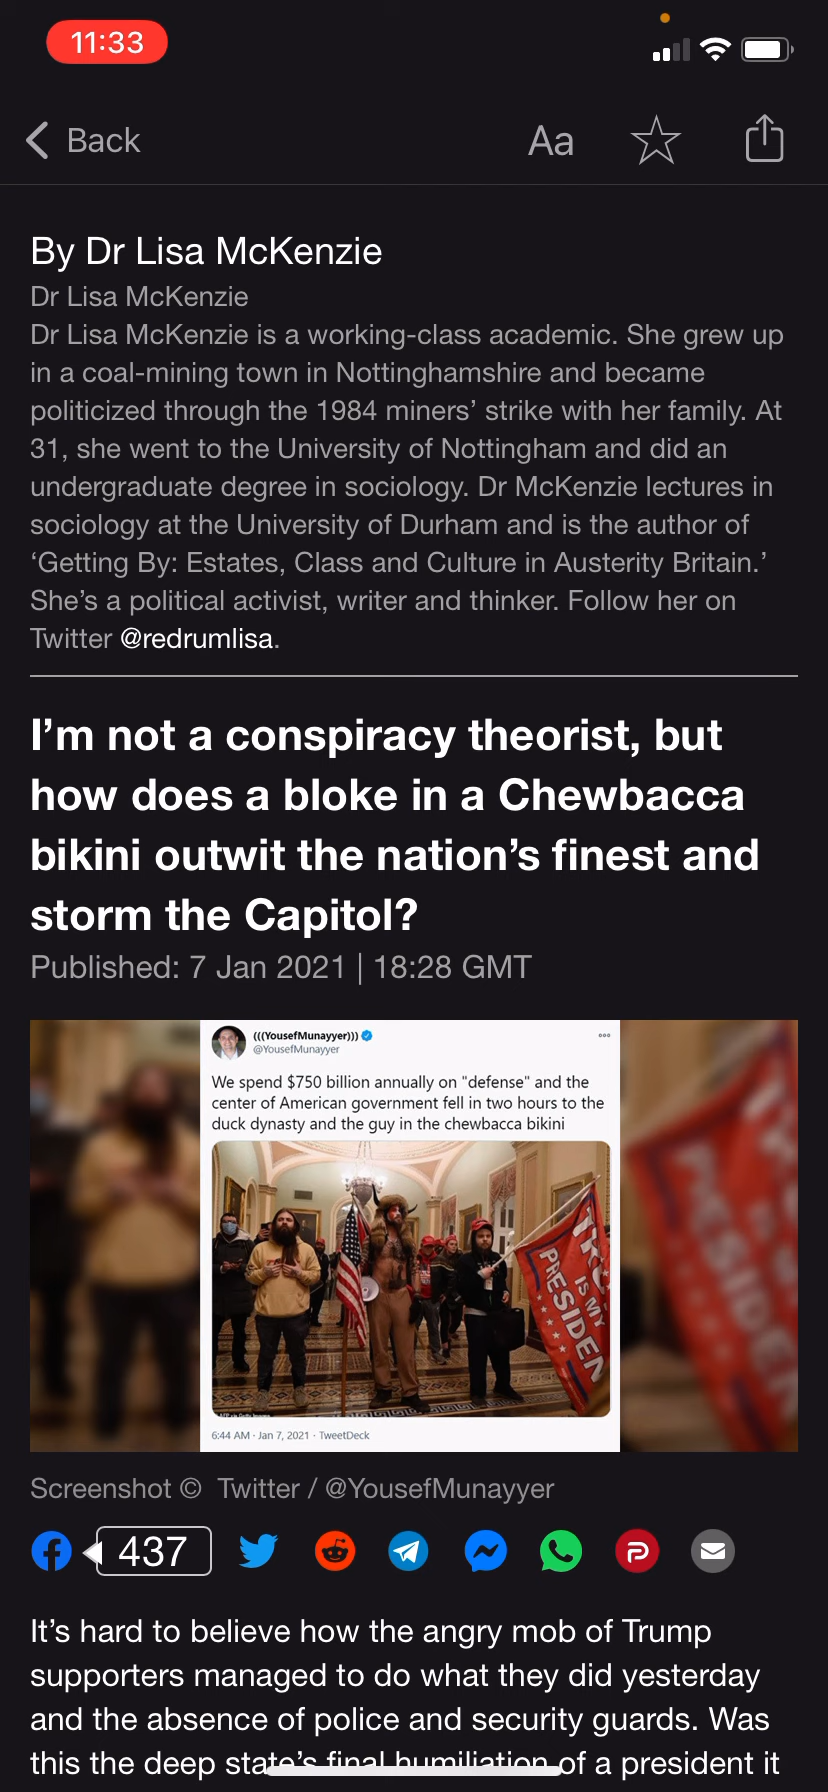 11:33
Back
Aa
By Dr Lisa McKenzie
Dr Lisa McKenzie
Dr Lisa McKenzie is a working-class academic. She grew up
in a coal-mining town in Nottinghamshire and became
politicized through the 1984 miners’ strike with her family. At
31, she went to the University of Nottingham and did an
undergraduate degree in sociology. Dr McKenzie lectures in
sociology at the University of Durham and is the author of
‘Getting By: Estates, Class and Culture in Austerity Britain.’
She’s a political activist, writer and thinker. Follow her on
Twitter @redrumlisa.
I’m not a conspiracy theorist, but
how does a bloke in a Chewbacca
bikini outwit the nation’s finest and
storm the Capitol?
Published: 7 Jan 2021 | 18:28 GMT
(((YousefMunayyer)))
@YousefMunayyer
We spend $750 billion annually on "defense" and the
center of American government fell in two hours to the
duck dynasty and the guy in the chewbacca bikini
IS MY
PRESIDEN
6:44 AM · Jan 7, 2021 · TweetDeck
Screenshot © Twitter / @YousefMunayyer
437
It’s hard to believe how the angry mob of Trump
supporters managed to do what they did yesterday
and the absence of police and security guards. Was
this the deep state’s final humiliation of a president it